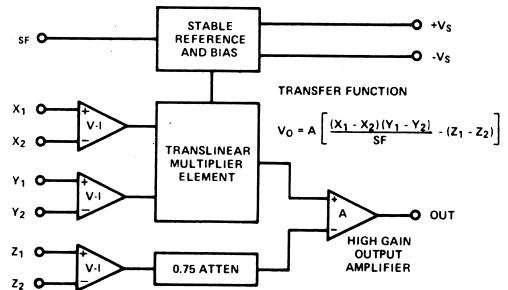 STABLE
REFERENCE
AND BIAS
SF
+VS
-VS
TRANSFER FUNCTION
VO = A [ (X1 - X2)(Y1 - Y2) / SF - (Z1 - Z2) ]
X1
+
V-I
X2
−
TRANSLINEAR
MULTIPLIER
ELEMENT
Y1
+
V-I
Y2
−
+
A
−
OUT
HIGH GAIN
OUTPUT
AMPLIFIER
Z1
+
V-I
Z2
−
0.75 ATTEN